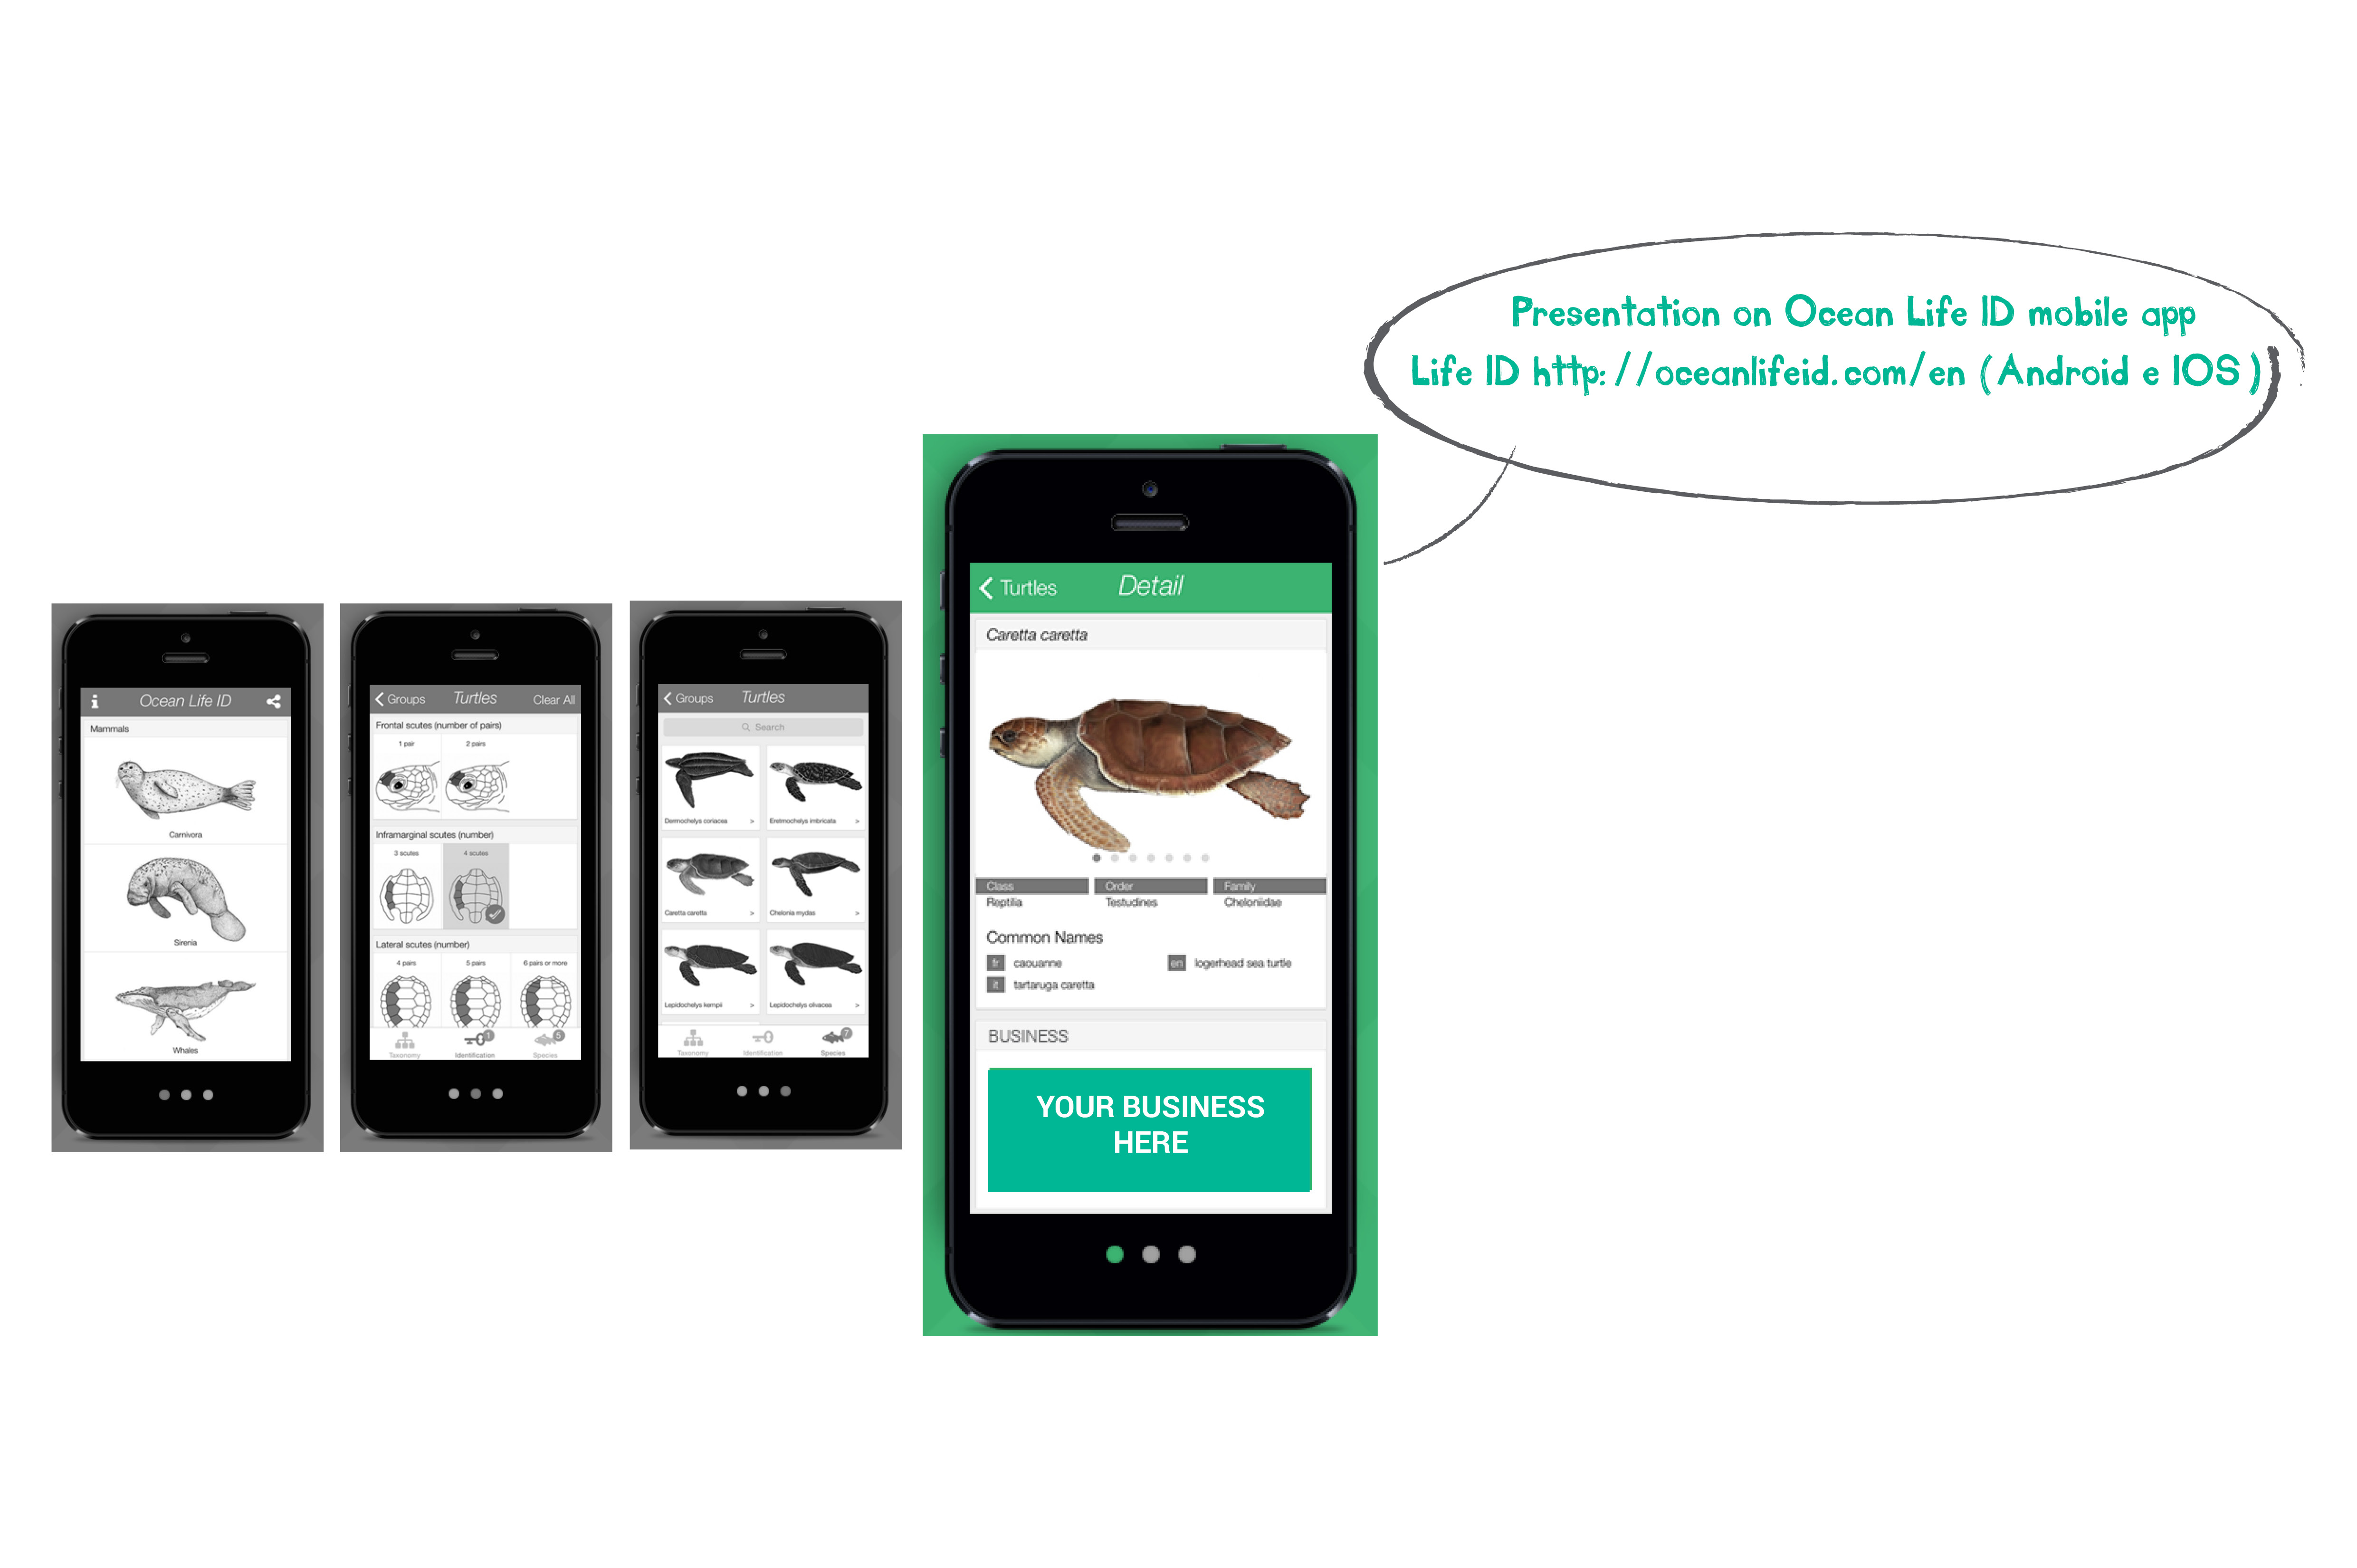 Presentation on Ocean Life ID mobile app
Life ID http://oceanlifeid.com/en (Android e IOS)
Ocean Life ID
Mammals
Carnivora
Sirenia
Whales
Groups Turtles Clear All
Frontal scutes (number of pairs)
1 pair 2 pairs
Inframarginal scutes (number)
3 scutes 4 scutes
Lateral scutes (number)
4 pairs 5 pairs 6 pairs or more
1 5
Taxonomy Identification Species
Groups Turtles
Search
Dermochelys coriacea > Eretmochelys imbricata >
Caretta caretta > Chelonia mydas >
Lepidochelys kempii > Lepidochelys olivacea >
7
Taxonomy Identification Species
Turtles Detail
Caretta caretta
Class Order Family
Reptilia Testudines Cheloniidae
Common Names
fr caouanne en logerhead sea turtle
it tartaruga caretta
BUSINESS
YOUR BUSINESS
HERE